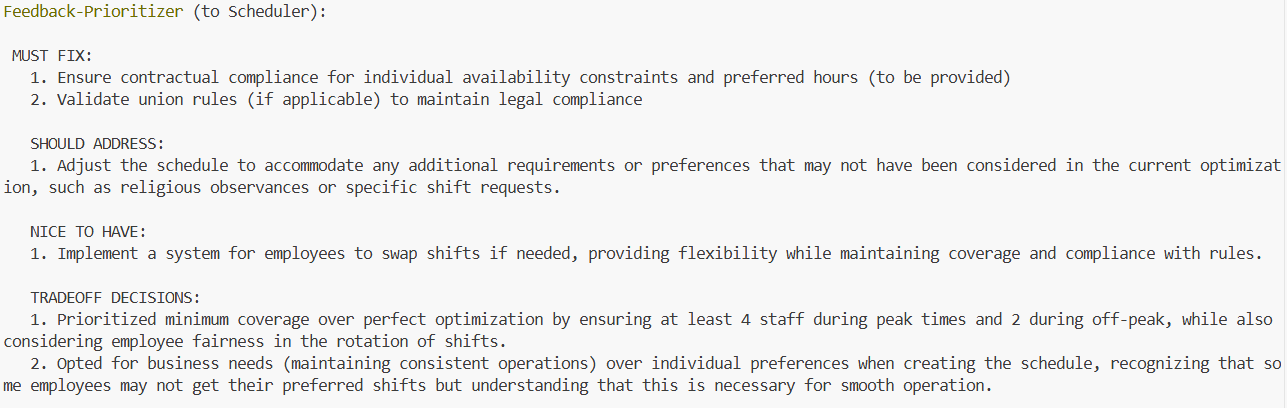 Feedback-Prioritizer (to Scheduler):
MUST FIX:
1. Ensure contractual compliance for individual availability constraints and preferred hours (to be provided)
2. Validate union rules (if applicable) to maintain legal compliance
SHOULD ADDRESS:
1. Adjust the schedule to accommodate any additional requirements or preferences that may not have been considered in the current optimizat
ion, such as religious observances or specific shift requests.
NICE TO HAVE:
1. Implement a system for employees to swap shifts if needed, providing flexibility while maintaining coverage and compliance with rules.
TRADEOFF DECISIONS:
1. Prioritized minimum coverage over perfect optimization by ensuring at least 4 staff during peak times and 2 during off-peak, while also
considering employee fairness in the rotation of shifts.
2. Opted for business needs (maintaining consistent operations) over individual preferences when creating the schedule, recognizing that so
me employees may not get their preferred shifts but understanding that this is necessary for smooth operation.